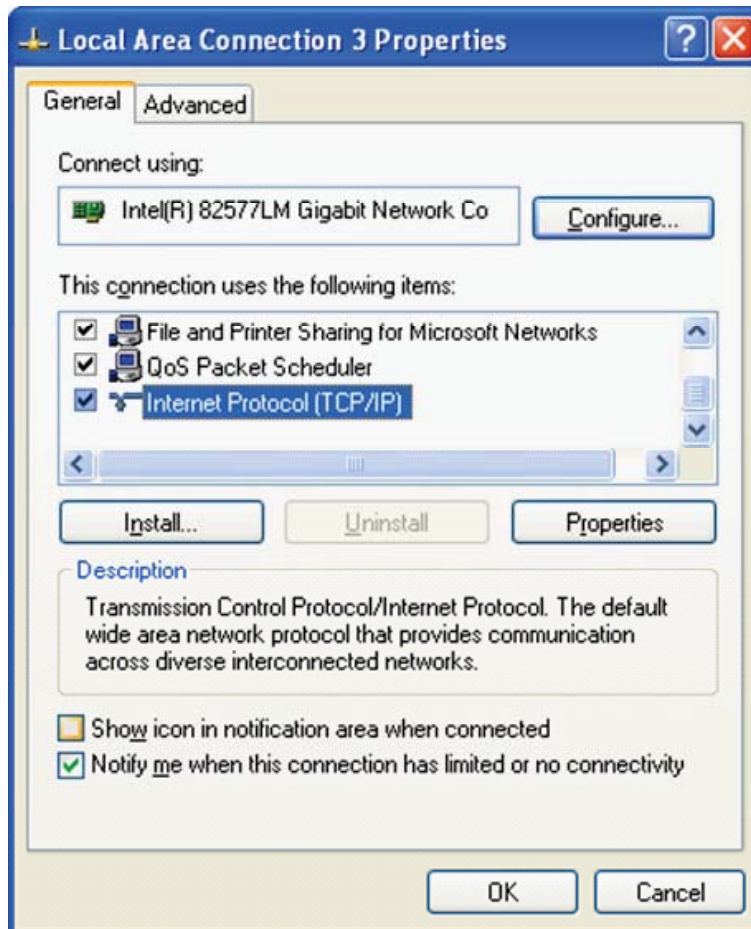 Local Area Connection 3 Properties
General
Advanced
Connect using:
Intel(R) 82577LM Gigabit Network Co
Configure...
This connection uses the following items:
File and Printer Sharing for Microsoft Networks
QoS Packet Scheduler
Internet Protocol (TCP/IP)
Install...
Uninstall
Properties
Description
Transmission Control Protocol/Internet Protocol. The default
wide area network protocol that provides communication
across diverse interconnected networks.
Show icon in notification area when connected
Notify me when this connection has limited or no connectivity
OK
Cancel